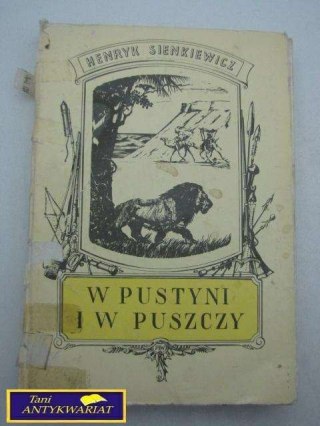 HENRYK SIENKIEWICZ
W PUSTYNI
I W PUSZCZY
Tani
ANTYKWARIAT